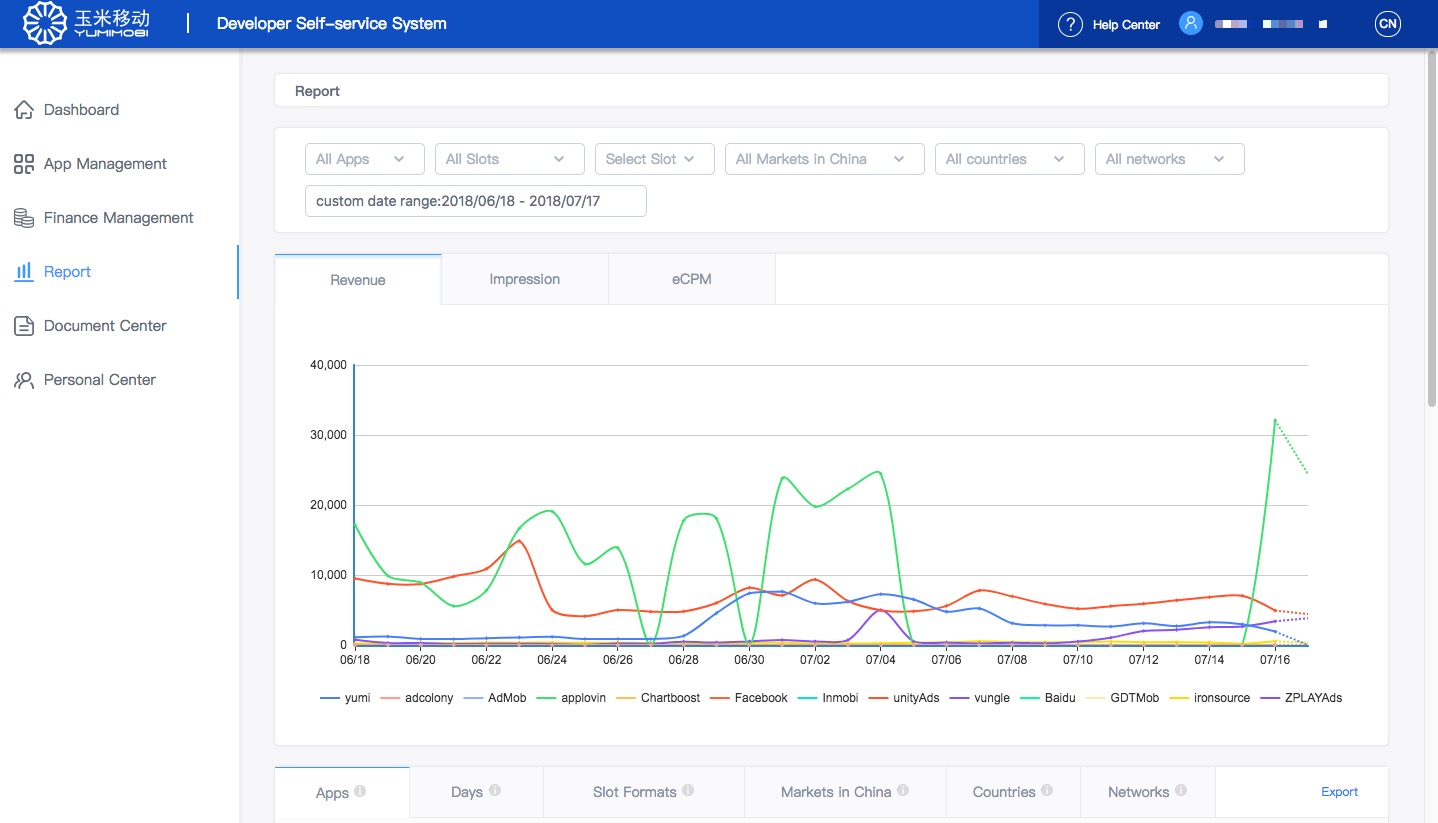 玉米移动
YUMIMOBI
Developer Self-service System
Help Center
CN
Dashboard
App Management
Finance Management
Report
Document Center
Personal Center
Report
All Apps
All Slots
Select Slot
All Markets in China
All countries
All networks
custom date range:2018/06/18 - 2018/07/17
Revenue
Impression
eCPM
40,000
30,000
20,000
10,000
0
06/18 06/20 06/22 06/24 06/26 06/28 06/30 07/02 07/04 07/06 07/08 07/10 07/12 07/14 07/16
yumi adcolony AdMob applovin Chartboost Facebook Inmobi unityAds vungle Baidu GDTMob ironsource ZPLAYAds
Apps
Days
Slot Formats
Markets in China
Countries
Networks
Export